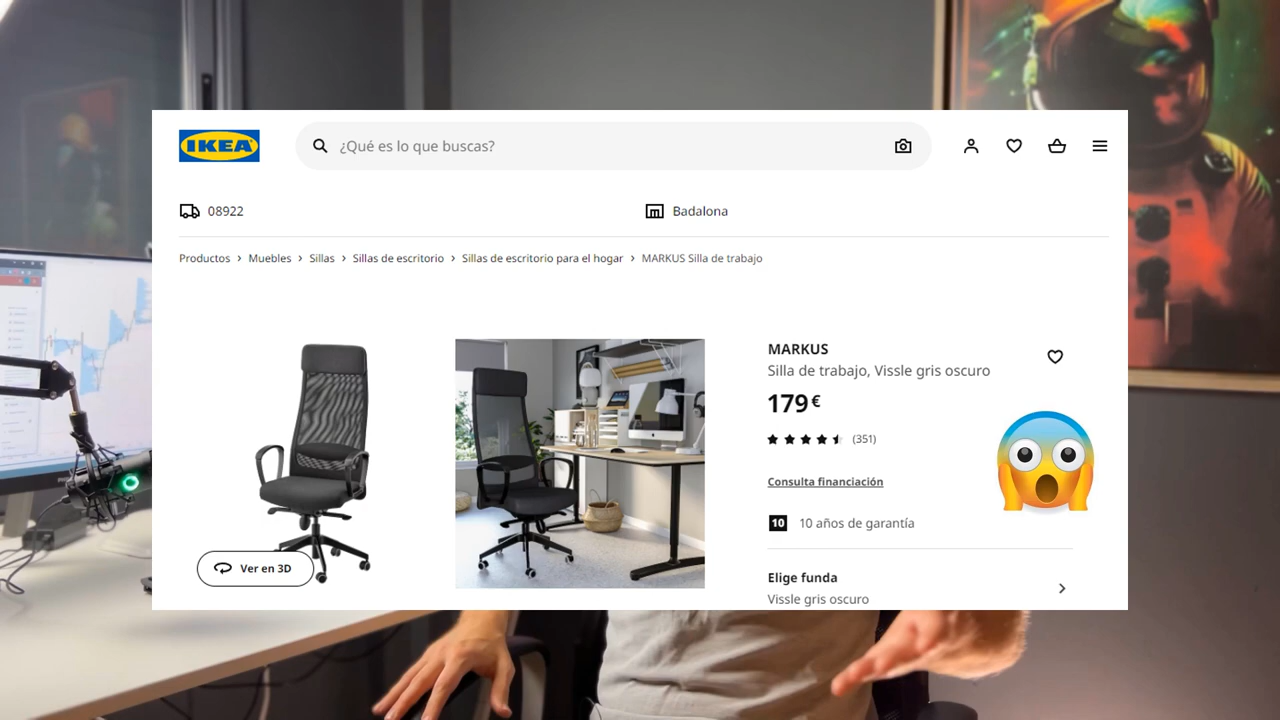 IKEA
¿Qué es lo que buscas?
08922
Badalona
Productos > Muebles > Sillas > Sillas de escritorio > Sillas de escritorio para el hogar > MARKUS Silla de trabajo
MARKUS
Silla de trabajo, Vissle gris oscuro
179€
(351)
Consulta financiación
10 10 años de garantía
Ver en 3D
Elige funda
Vissle gris oscuro